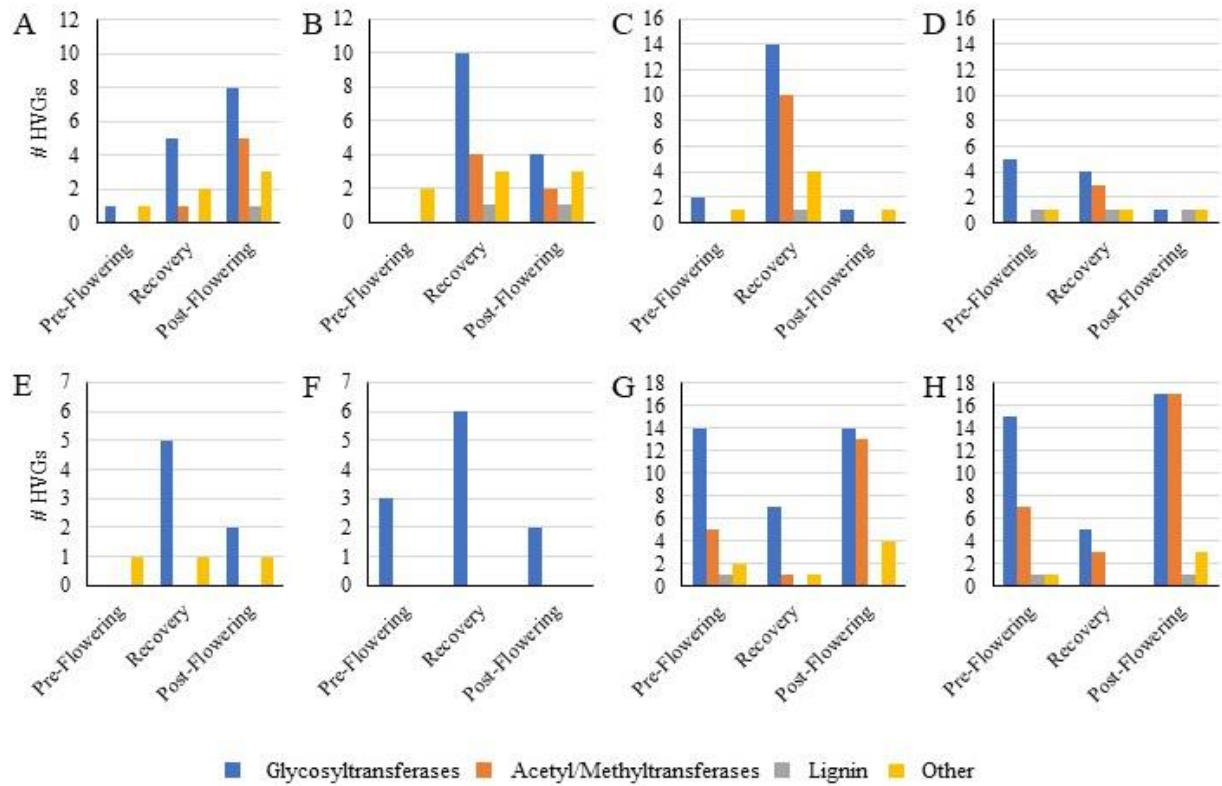 A
# HVGs
12
10
8
6
4
2
0
Pre-Flowering
Recovery
Post-Flowering
B
12
10
8
6
4
2
0
Pre-Flowering
Recovery
Post-Flowering
C
16
14
12
10
8
6
4
2
0
Pre-Flowering
Recovery
Post-Flowering
D
16
14
12
10
8
6
4
2
0
Pre-Flowering
Recovery
Post-Flowering
E
# HVGs
7
6
5
4
3
2
1
0
Pre-Flowering
Recovery
Post-Flowering
F
7
6
5
4
3
2
1
0
Pre-Flowering
Recovery
Post-Flowering
G
18
16
14
12
10
8
6
4
2
0
Pre-Flowering
Recovery
Post-Flowering
H
18
16
14
12
10
8
6
4
2
0
Pre-Flowering
Recovery
Post-Flowering
Glycosyltransferases Acetyl/Methyltransferases Lignin Other